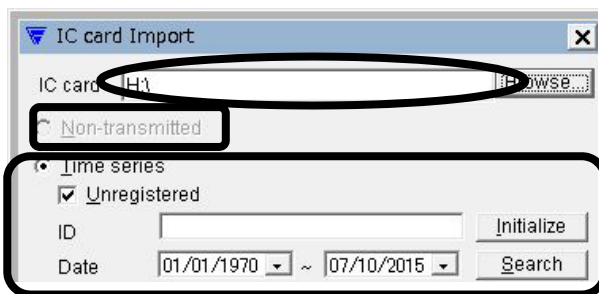 IC card Import
IC card H:\ Browse...
Non-transmitted
Time series
Unregistered
ID Initialize
Date 01/01/1970 ~ 07/10/2015 Search